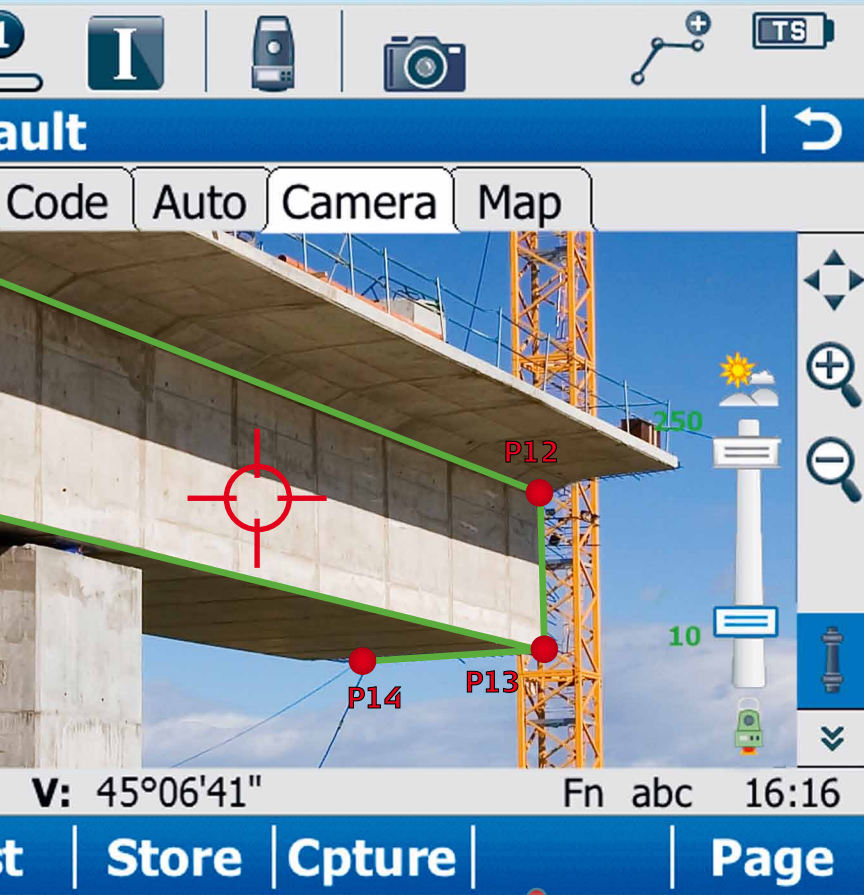 1
I
TS
ault
Code Auto Camera Map
250
P12
10
P13
P14
V: 45°06'41" Fn abc 16:16
st Store Cpture Page